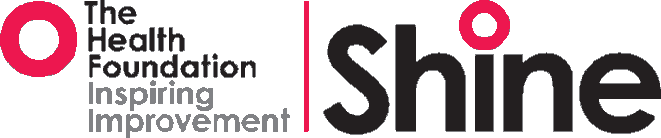 The
Health
Foundation
Inspiring
Improvement
Shine